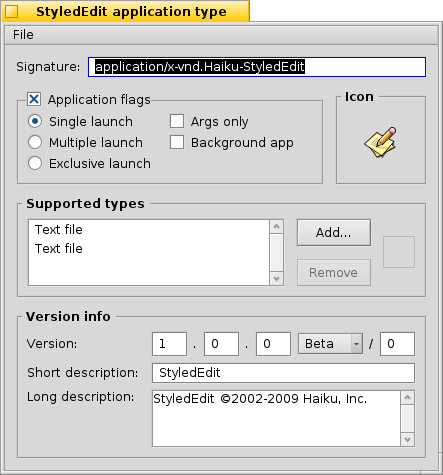 StyledEdit application type
File
Signature: application/x-vnd.Haiku-StyledEdit
Application flags
Icon
Single launch Args only
Multiple launch Background app
Exclusive launch
Supported types
Text file
Text file
Add...
Remove
Version info
Version: 1 . 0 . 0 Beta / 0
Short description: StyledEdit
Long description: StyledEdit ©2002-2009 Haiku, Inc.